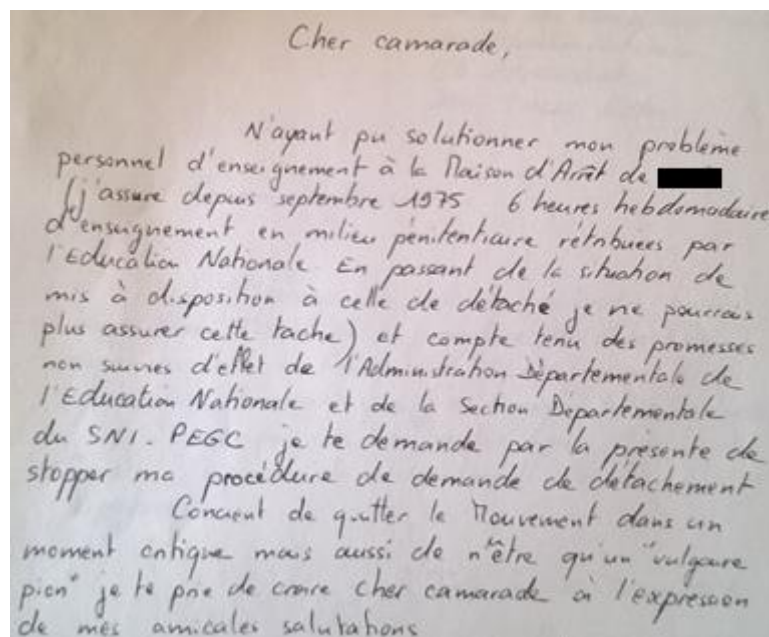 Cher camarade,
N'ayant pu solutionner mon problème
personnel d'enseignement à la Maison d'Arrêt de
(j'assure depuis septembre 1975 6 heures hebdomadaire
d'enseignement en milieu pénitentiaire rétribuées par
l'Education Nationale En passant de la situation de
mis à disposition à celle de détaché je ne pourrais
plus assurer cette tache) et compte tenu des promesses
non suivies d'effet de l'Administration Départementale de
l'Education Nationale et de la Section Departementale
du SNI. PEGC je te demande par la présente de
stopper ma procédure de demande de détachement
Concient de quitter le Mouvement dans un
moment critique mais aussi de n'être qu'un "vulgaire
pion" je te prie de croire cher camarade à l'expression
de mes amicales salutations